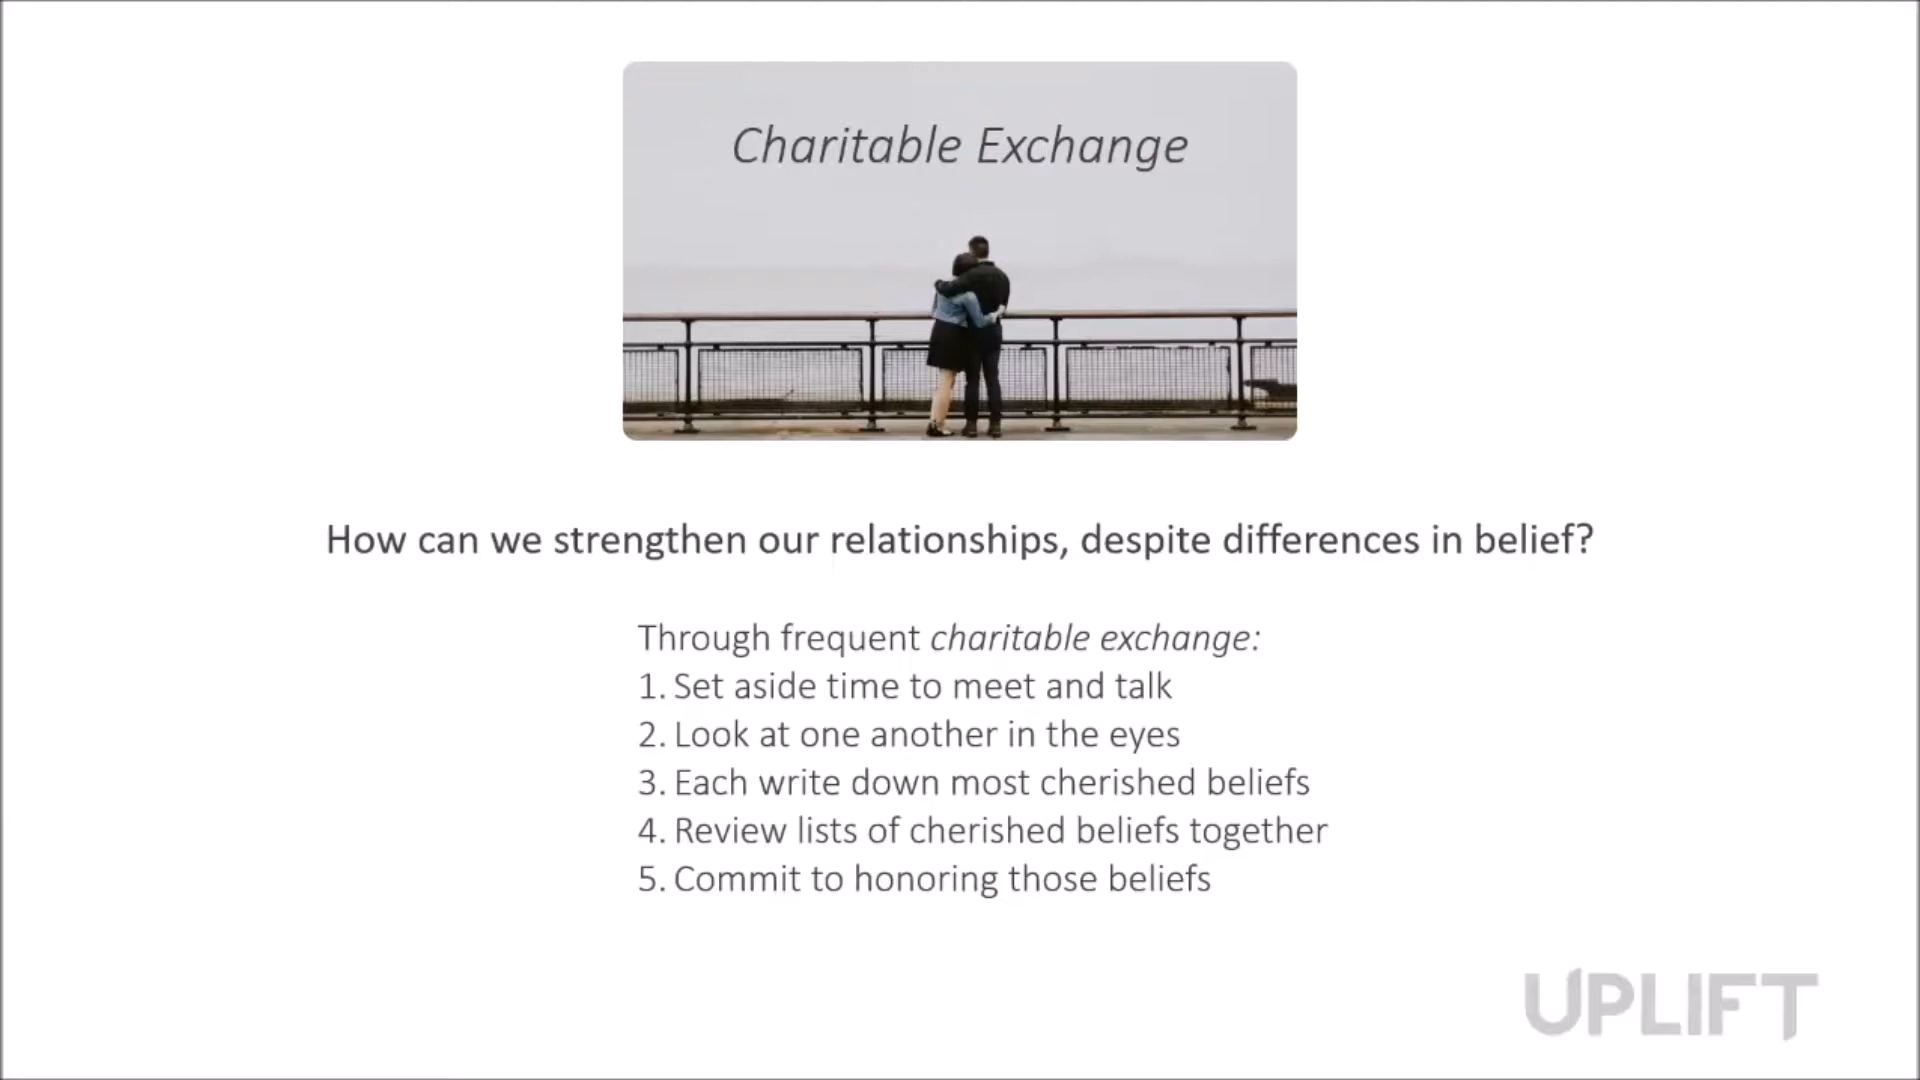 Charitable Exchange
How can we strengthen our relationships, despite differences in belief?
Through frequent charitable exchange:
1. Set aside time to meet and talk
2. Look at one another in the eyes
3. Each write down most cherished beliefs
4. Review lists of cherished beliefs together
5. Commit to honoring those beliefs
UPLIFT